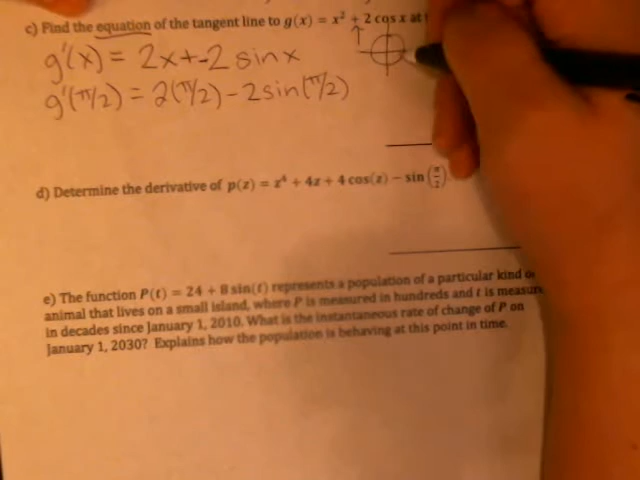 c) Find the equation of the tangent line to g(x) = x² + 2 cos x at
g'(x) = 2x + -2 sin x
g'(π/2) = 2(π/2) - 2 sin(π/2)
d) Determine the derivative of p(z) = z⁴ + 4z + 4 cos(z) − sin(π/2)
e) The function P(t) = 24 + 8 sin(t) represents a population of a particular kind of
animal that lives on a small island, where P is measured in hundreds and t is
in decades since January 1, 2010. What is the instantaneous rate of change of P on
January 1, 2030? Explains how the population is behaving at this point in time.